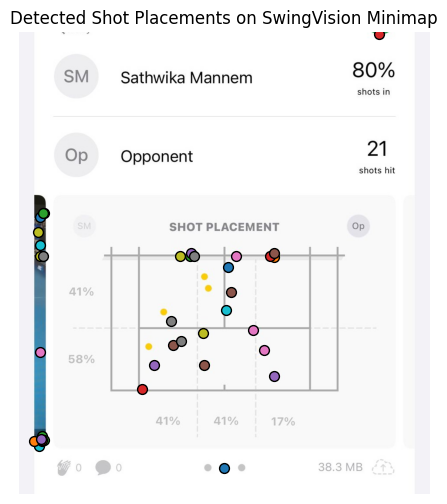 Detected Shot Placements on SwingVision Minimap
SM Sathwika Mannem 80%
shots in
Op Opponent 21
shots hit
SM SHOT PLACEMENT Op
41%
58%
41% 41% 17%
0 0 38.3 MB